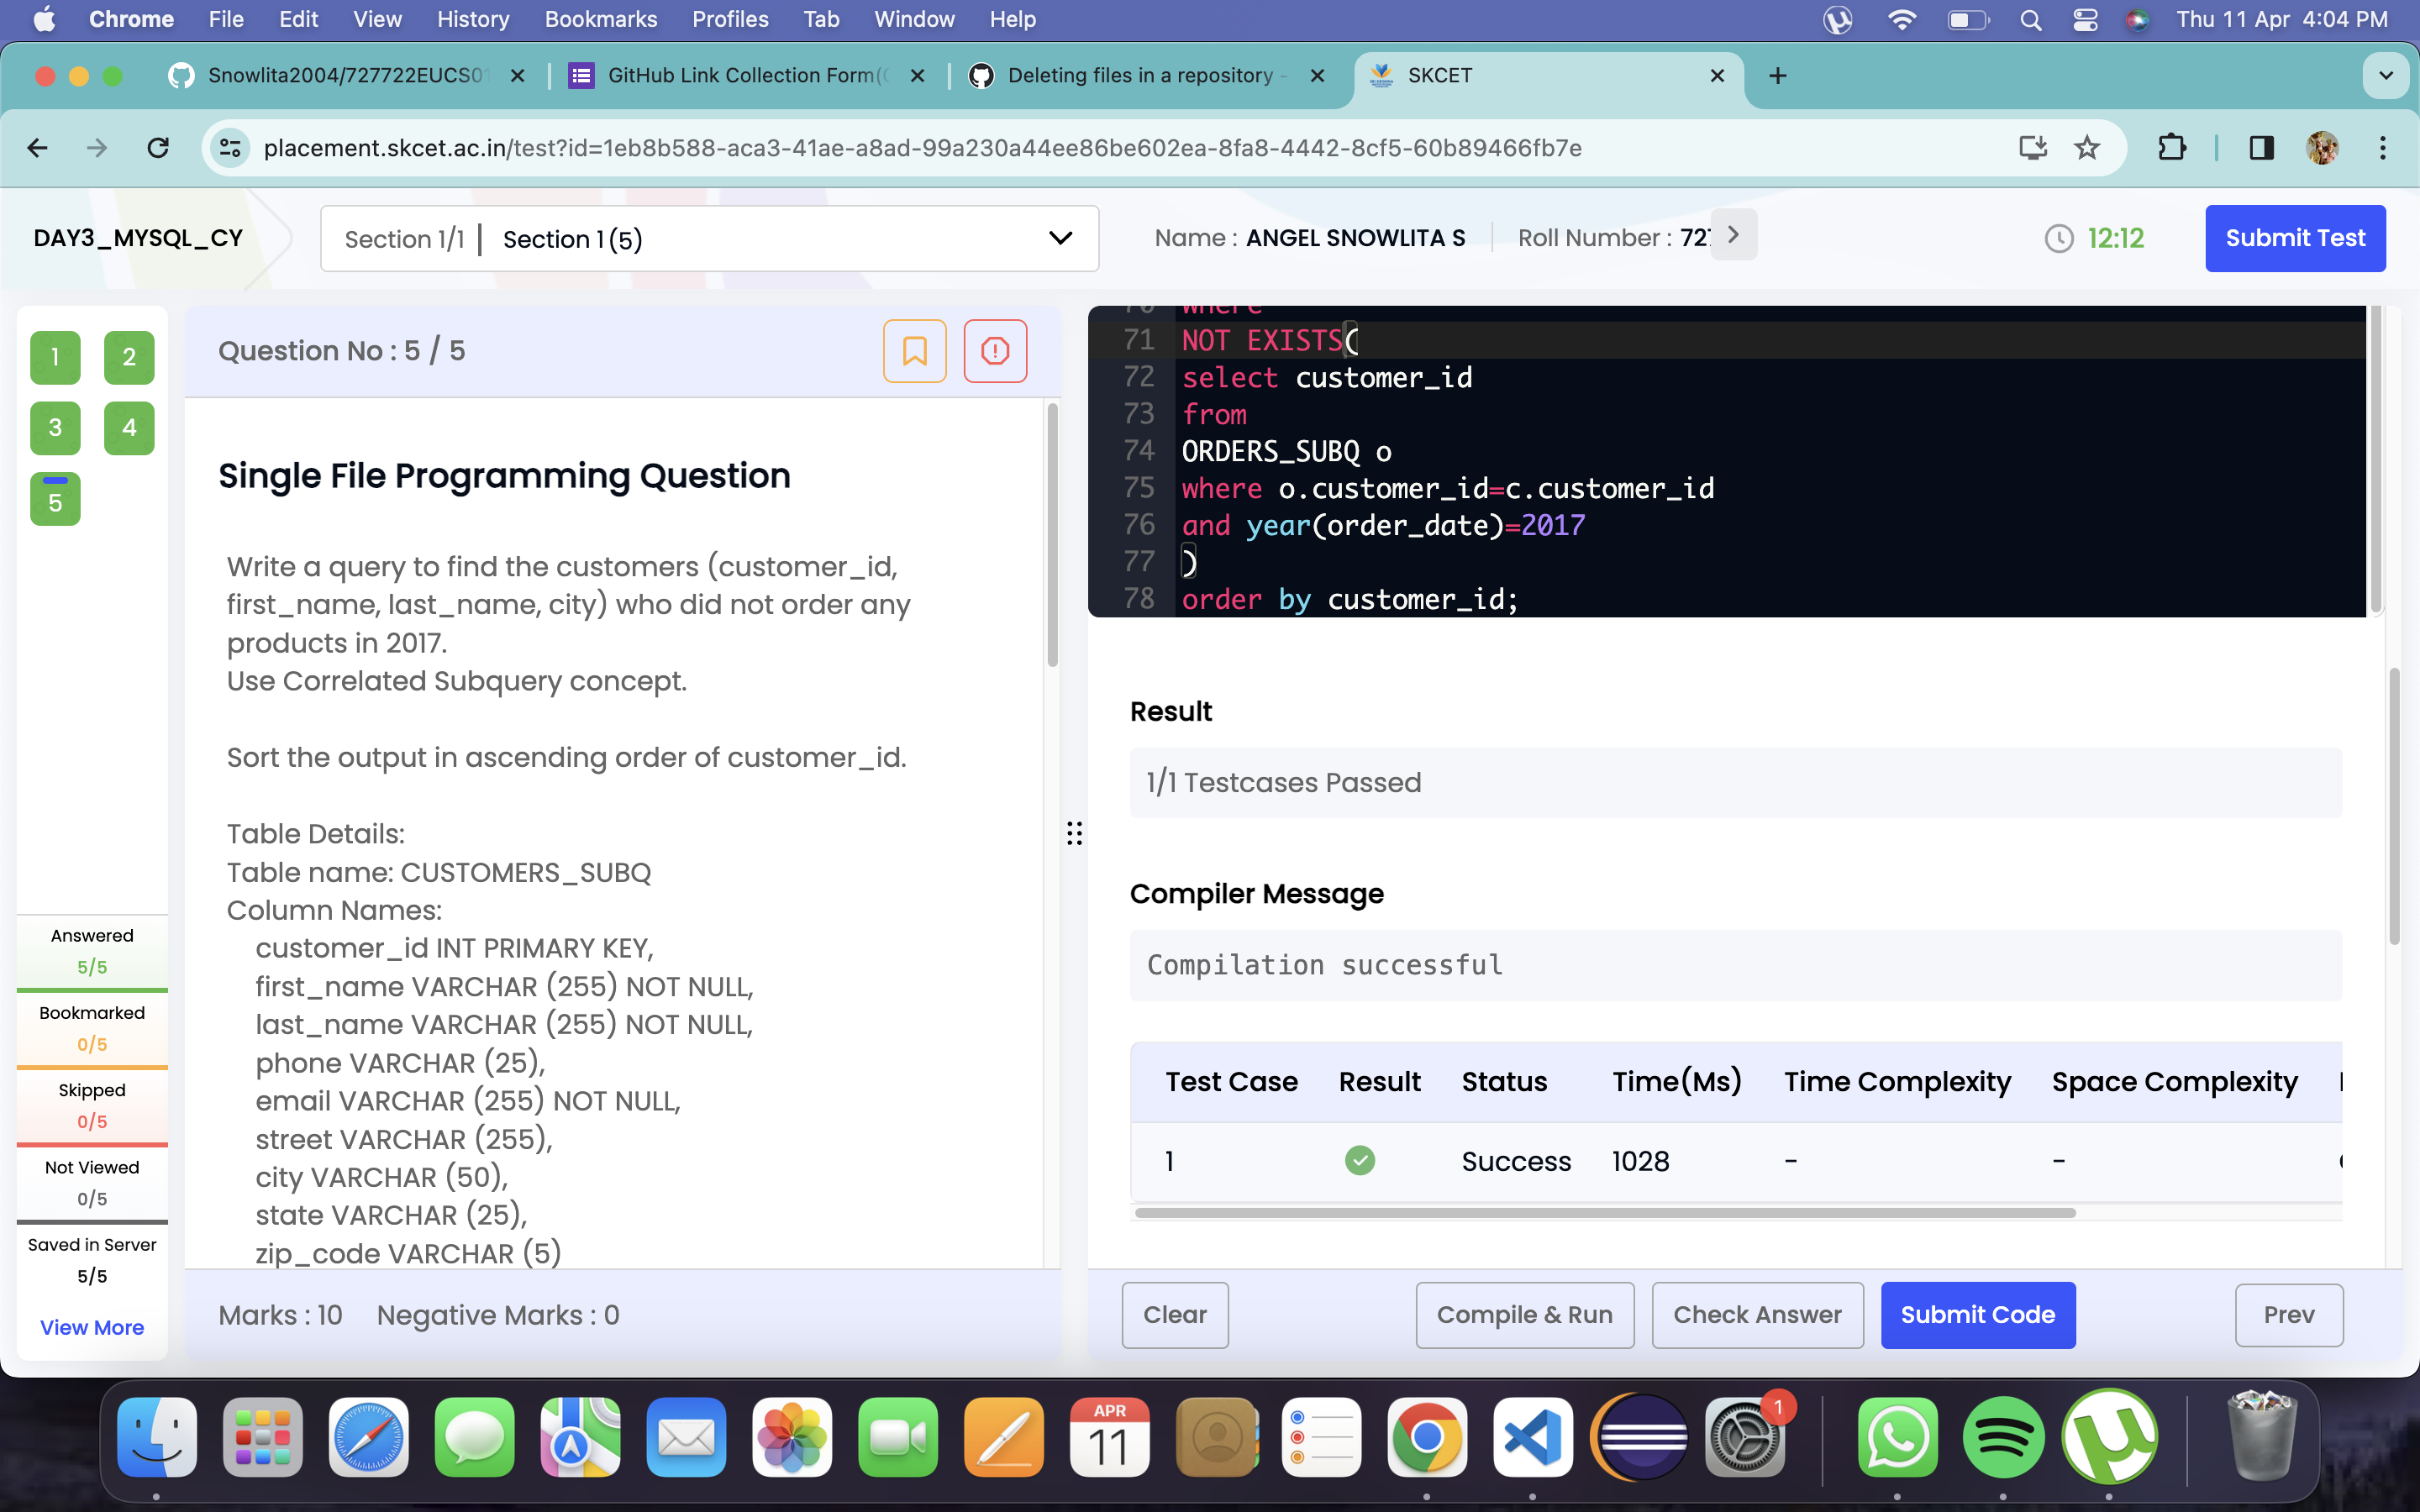 Chrome File Edit View History Bookmarks Profiles Tab Window Help Thu 11 Apr 4:04 PM
Snowlita2004/727722EUCS01 GitHub Link Collection Form( Deleting files in a repository - SKCET
placement.skcet.ac.in/test?id=1eb8b588-aca3-41ae-a8ad-99a230a44ee86be602ea-8fa8-4442-8cf5-60b89466fb7e
DAY3_MYSQL_CY Section 1/1 | Section 1 (5) Name : ANGEL SNOWLITA S Roll Number : 727 12:12 Submit Test
1 2
3 4
5
Answered
5/5
Bookmarked
0/5
Skipped
0/5
Not Viewed
0/5
Saved in Server
5/5
View More
Question No : 5 / 5
Single File Programming Question
Write a query to find the customers (customer_id,
first_name, last_name, city) who did not order any
products in 2017.
Use Correlated Subquery concept.
Sort the output in ascending order of customer_id.
Table Details:
Table name: CUSTOMERS_SUBQ
Column Names:
customer_id INT PRIMARY KEY,
first_name VARCHAR (255) NOT NULL,
last_name VARCHAR (255) NOT NULL,
phone VARCHAR (25),
email VARCHAR (255) NOT NULL,
street VARCHAR (255),
city VARCHAR (50),
state VARCHAR (25),
zip_code VARCHAR (5)
Marks : 10 Negative Marks : 0
70 where
71 NOT EXISTS(
72 select customer_id
73 from
74 ORDERS_SUBQ o
75 where o.customer_id=c.customer_id
76 and year(order_date)=2017
77 )
78 order by customer_id;
Result
1/1 Testcases Passed
Compiler Message
Compilation successful
Test Case Result Status Time(Ms) Time Complexity Space Complexity
1 Success 1028 - -
Clear Compile & Run Check Answer Submit Code Prev
APR
11
1